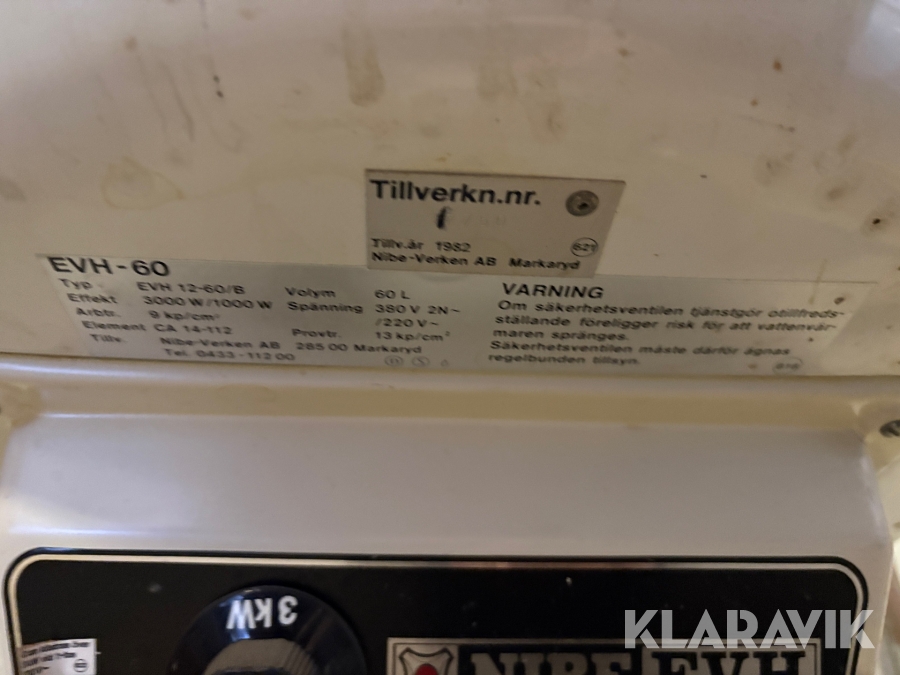 Tillverkn.nr.
Tillv.år 1982
621
Nibe-Verken AB Markaryd
EVH-60
Typ EVH 12-60/B Volym 60 L
Effekt 3000 W/1000 W Spänning 380 V 2N~
/220 V~
Arbtr. 9 kp/cm²
Element CA 14-112 Provtr. 13 kp/cm²
Tillv. Nibe-Verken AB 285 00 Markaryd
Tel. 0433-112 00
VARNING
Om säkerhetsventilen tjänstgör otillfreds-
ställande föreligger risk för att vattenvär-
maren spränges.
Säkerhetsventilen måste därför ägnas
regelbunden tillsyn.
3 kW
NIBE EVH
KLARAVIK